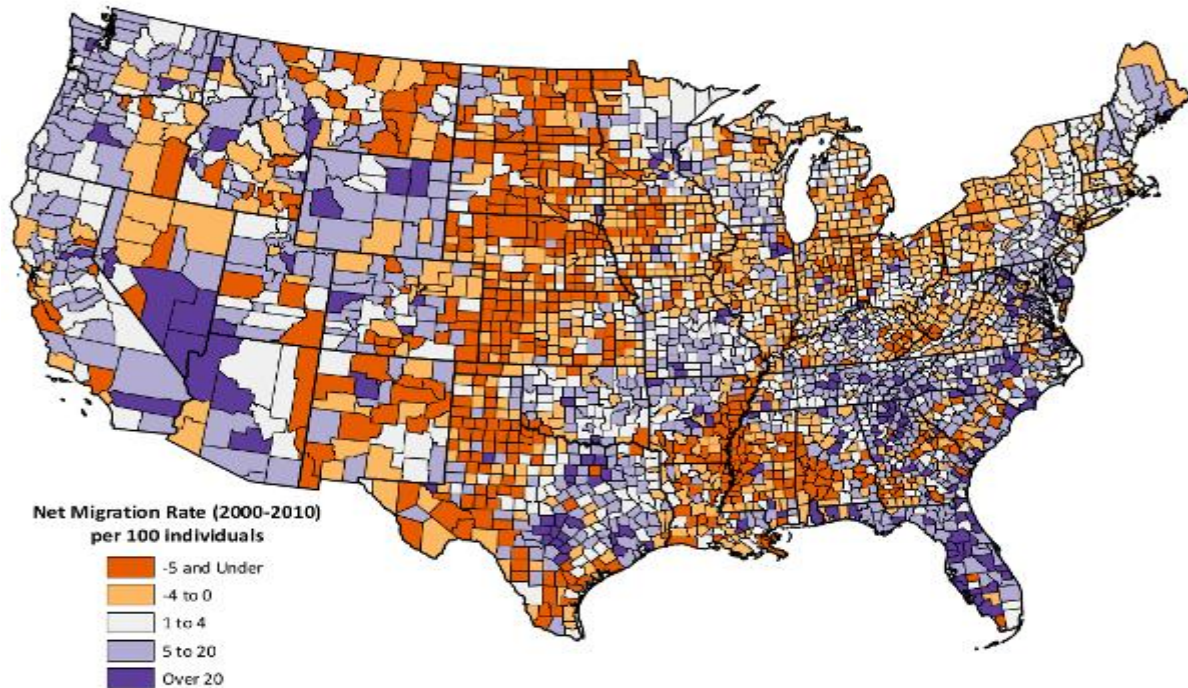 Net Migration Rate (2000-2010)
per 100 individuals
-5 and Under
-4 to 0
1 to 4
5 to 20
Over 20